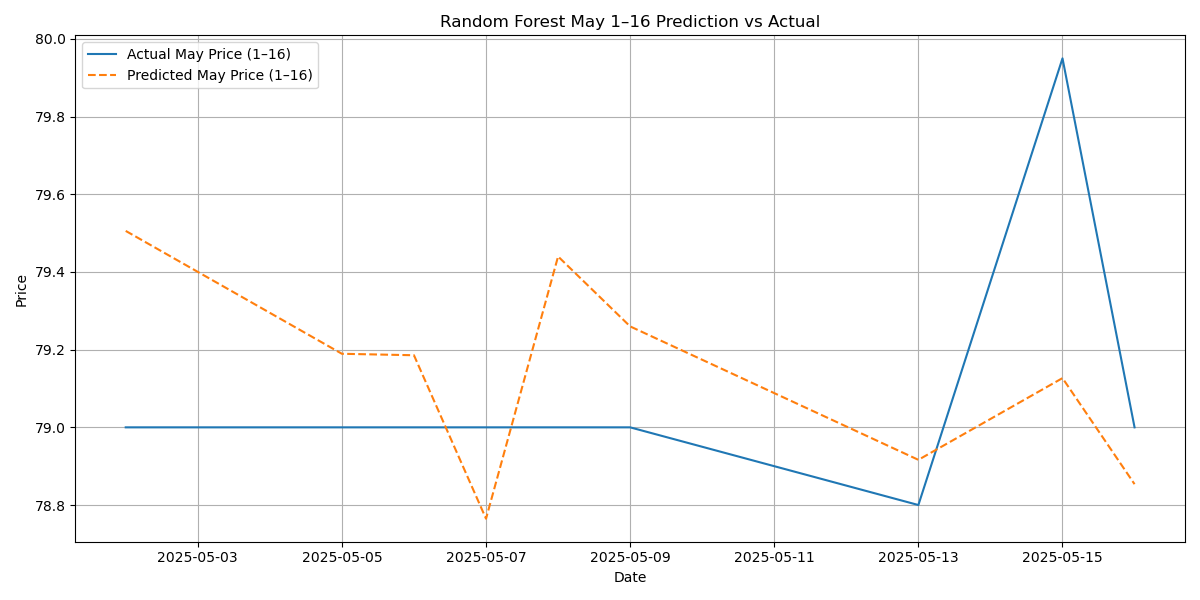 Random Forest May 1–16 Prediction vs Actual
Actual May Price (1–16)
Predicted May Price (1–16)
80.0
79.8
79.6
79.4
79.2
79.0
78.8
Price
2025-05-03
2025-05-05
2025-05-07
2025-05-09
2025-05-11
2025-05-13
2025-05-15
Date